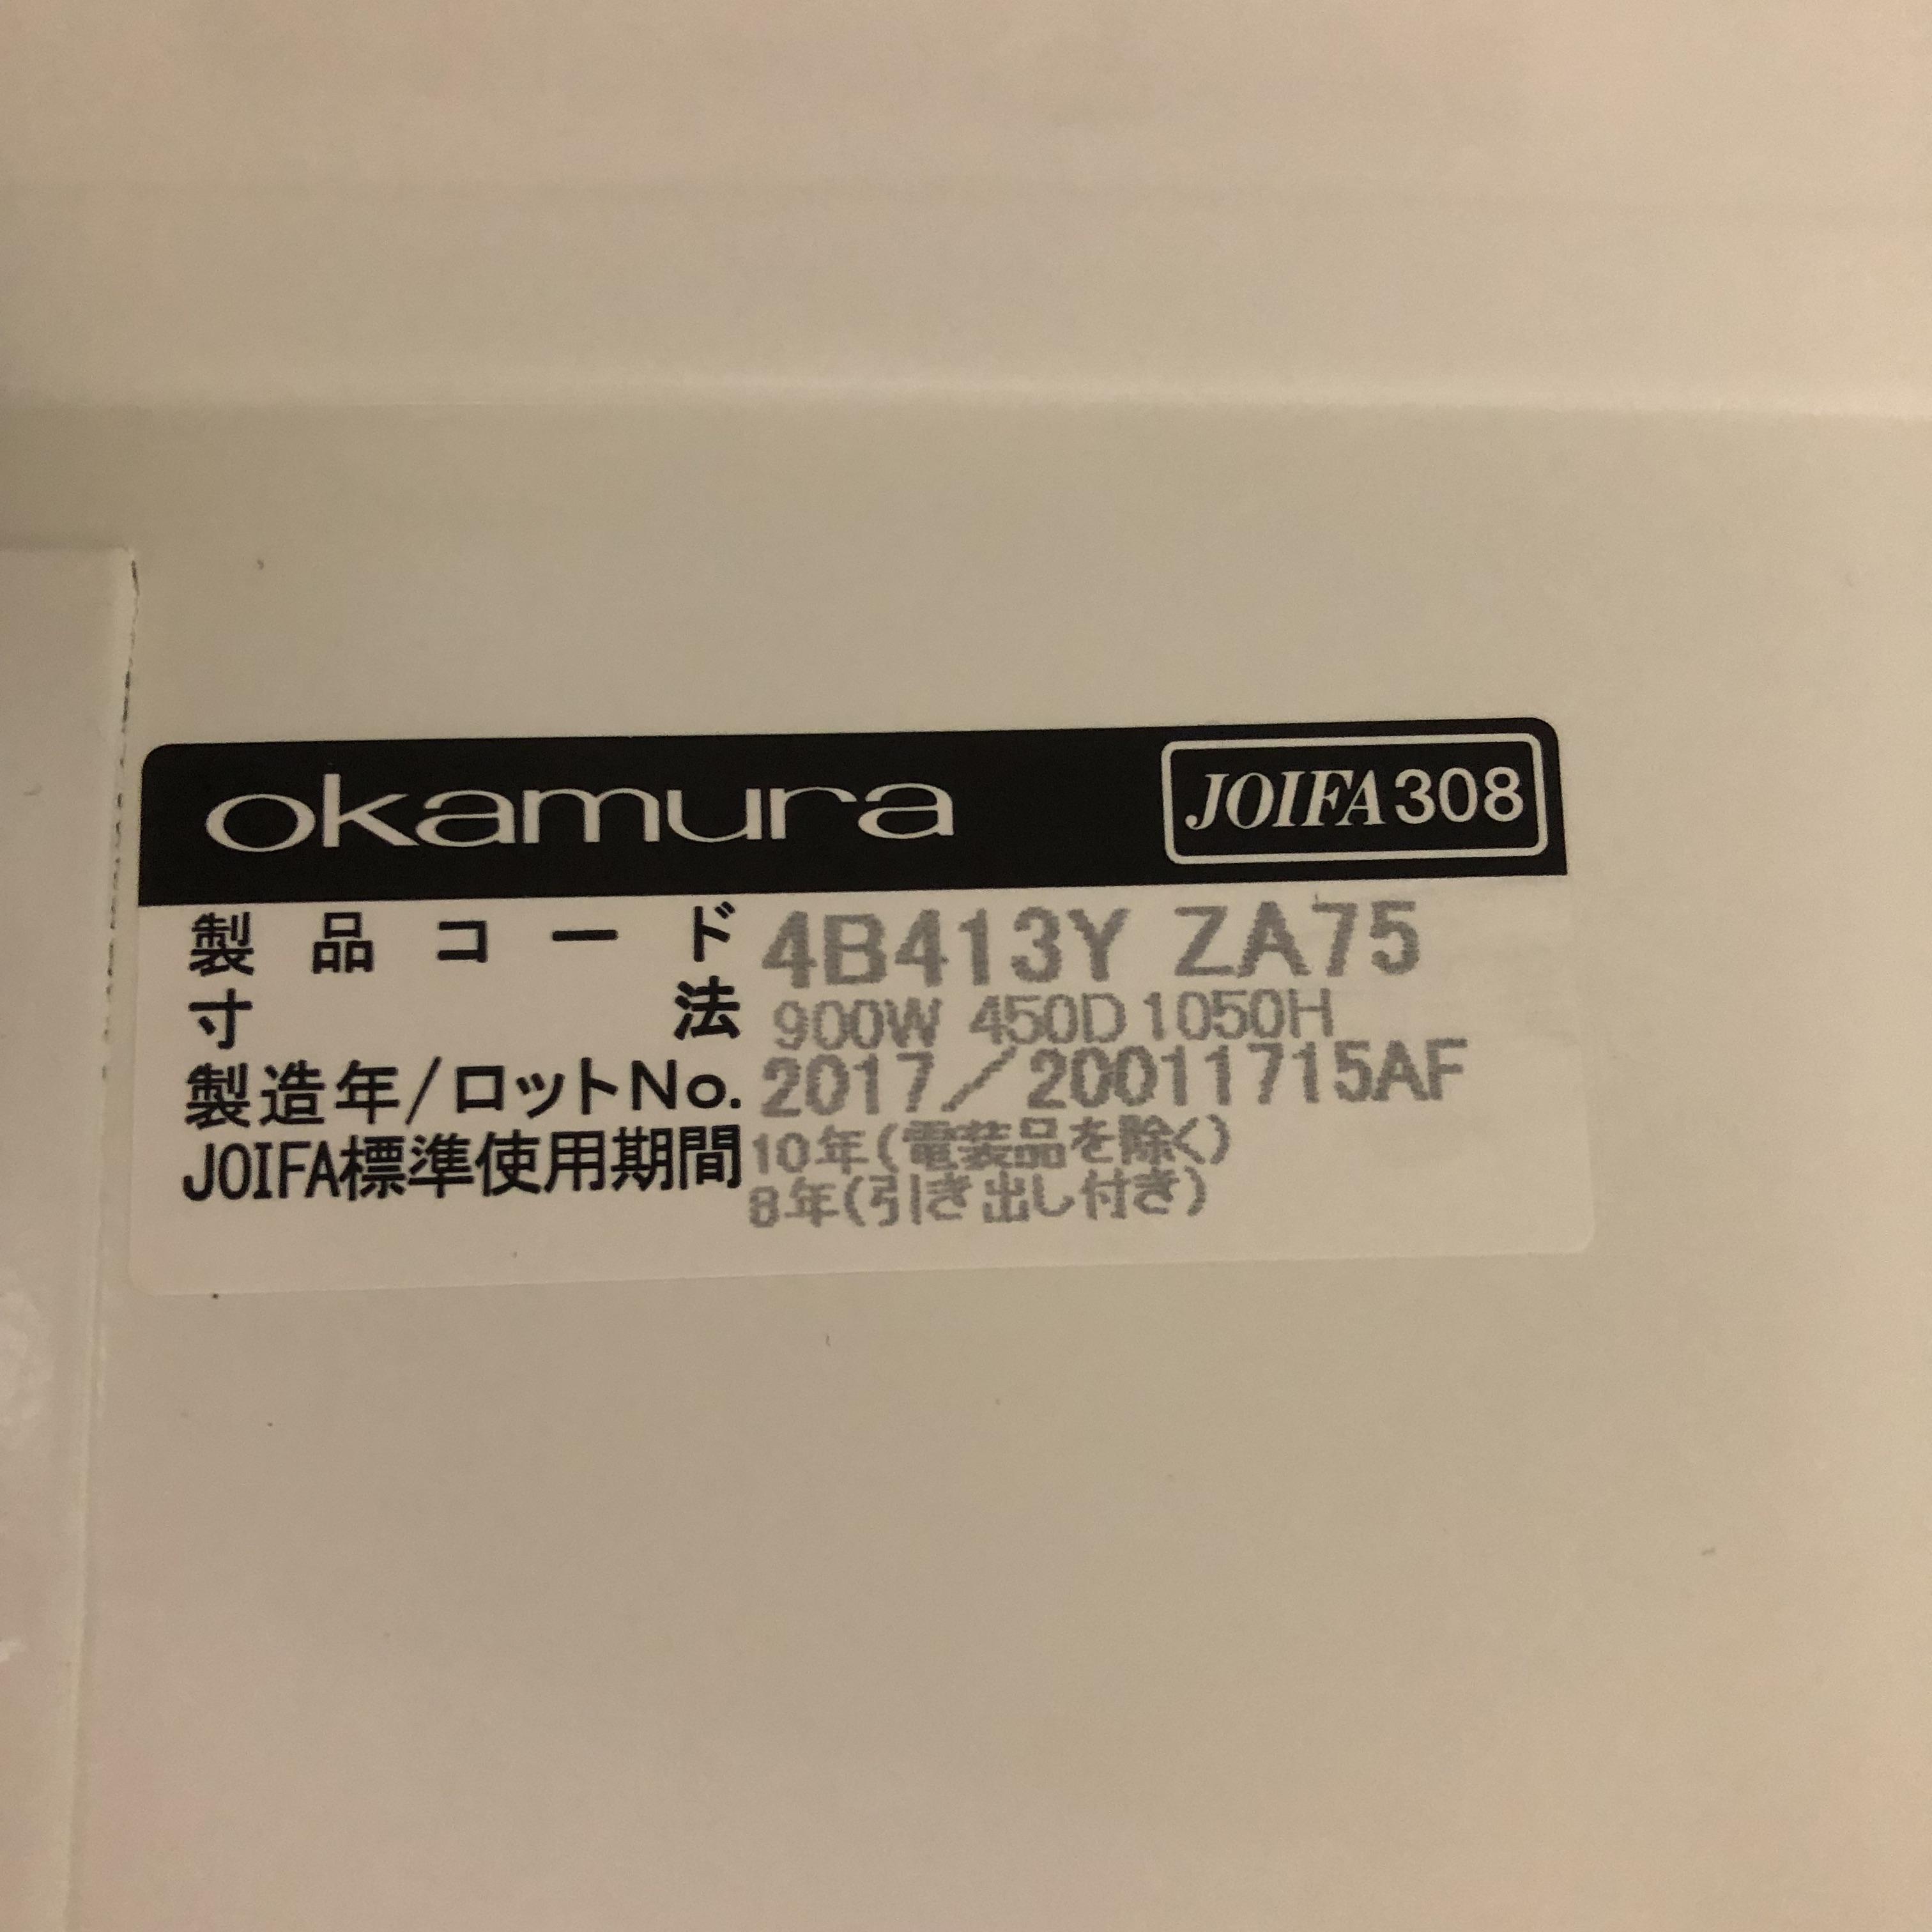 okamura JOIFA308
製品コード 4B413Y ZA75
寸法 900W 450D 1050H
製造年/ロットNo. 2017/20011715AF
JOIFA標準使用期間 10年(電装品を除く)
8年(引き出し付き)